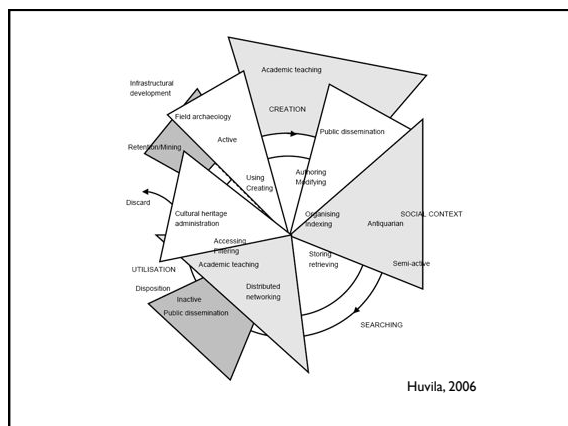 Academic teaching
Infrastructural
development
CREATION
Field archaeology
Public dissemination
Active
Retention/Mining
Using
Creating
Authoring
Modifying
Discard
Cultural heritage
administration
Organising
Indexing
SOCIAL CONTEXT
Antiquarian
Accessing
Filtering
Storing
retrieving
Academic teaching
Semi-active
UTILISATION
Disposition
Distributed
networking
Inactive
Public dissemination
SEARCHING
Huvila, 2006